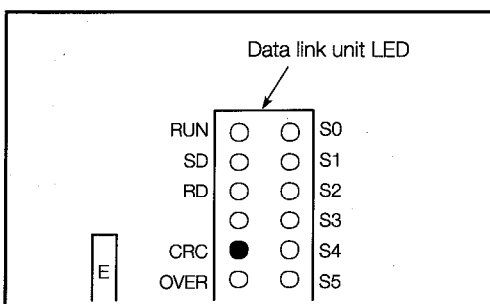 Data link unit LED
RUN S0
SD S1
RD S2
S3
CRC S4
E
OVER S5